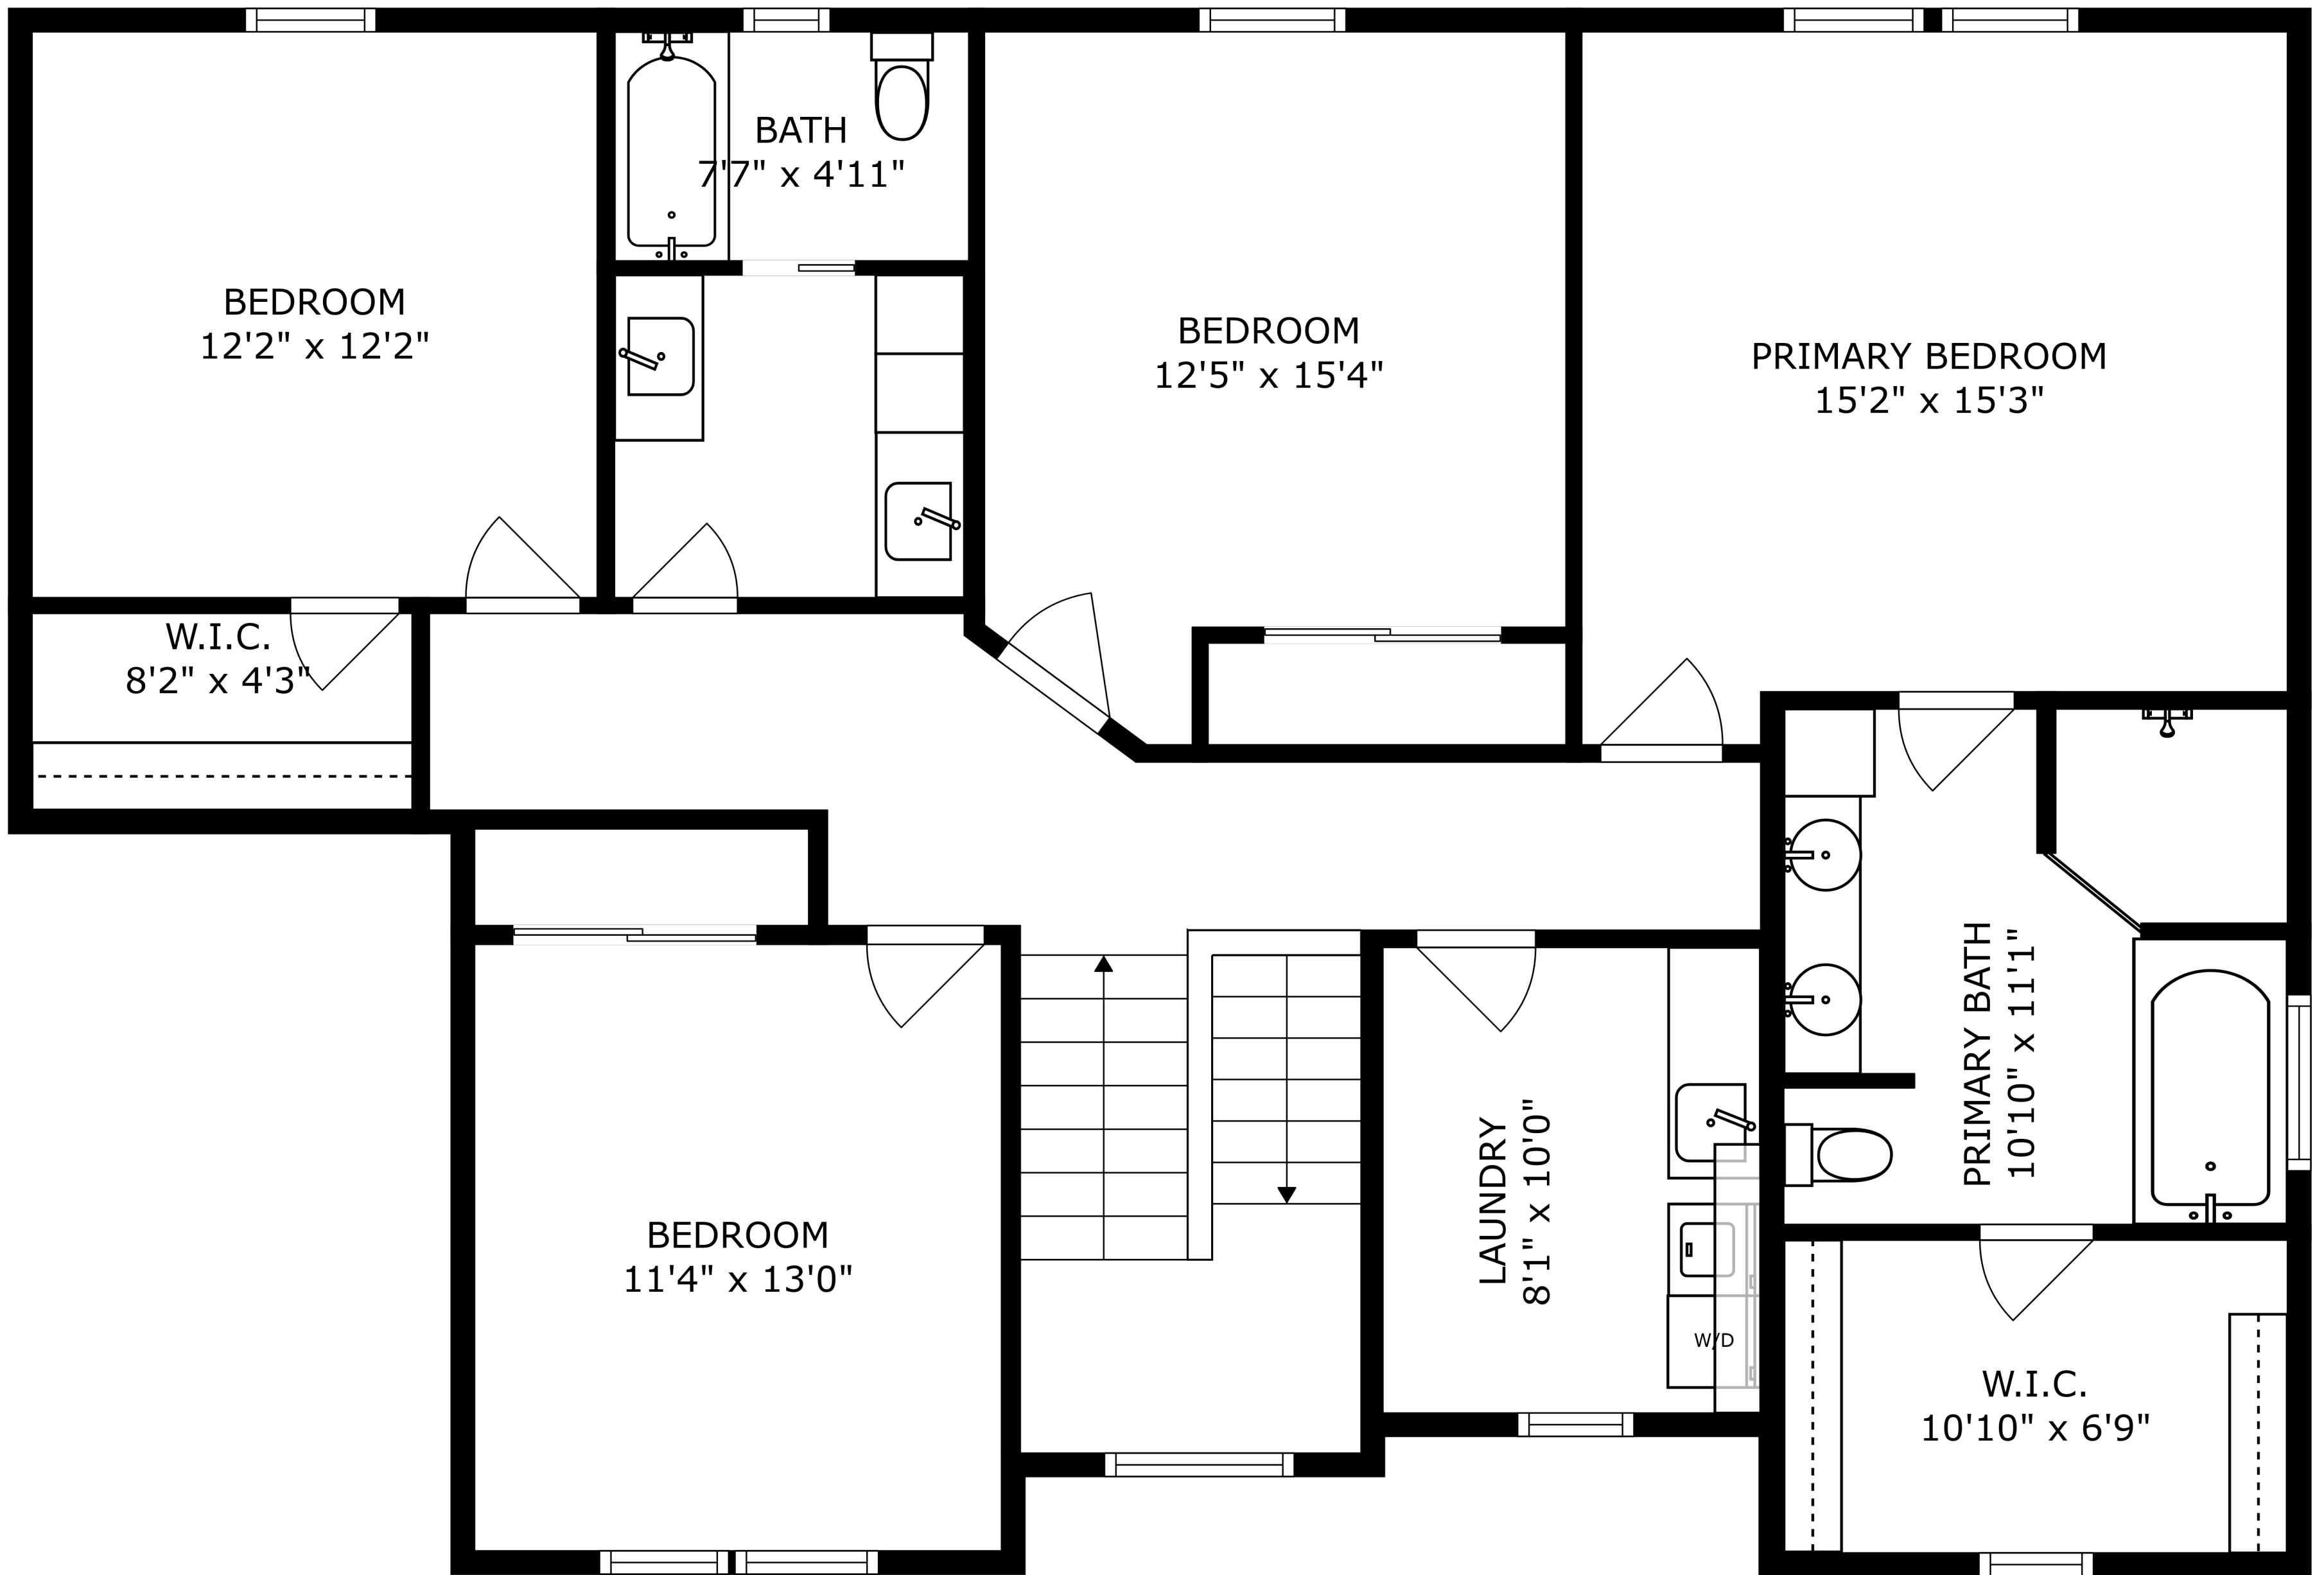 BATH
7'7" x 4'11"
BEDROOM
12'2" x 12'2"
BEDROOM
12'5" x 15'4"
PRIMARY BEDROOM
15'2" x 15'3"
W.I.C.
8'2" x 4'3"
PRIMARY BATH
10'10" x 11'1"
LAUNDRY
8'1" x 10'0"
BEDROOM
11'4" x 13'0"
W/D
W.I.C.
10'10" x 6'9"